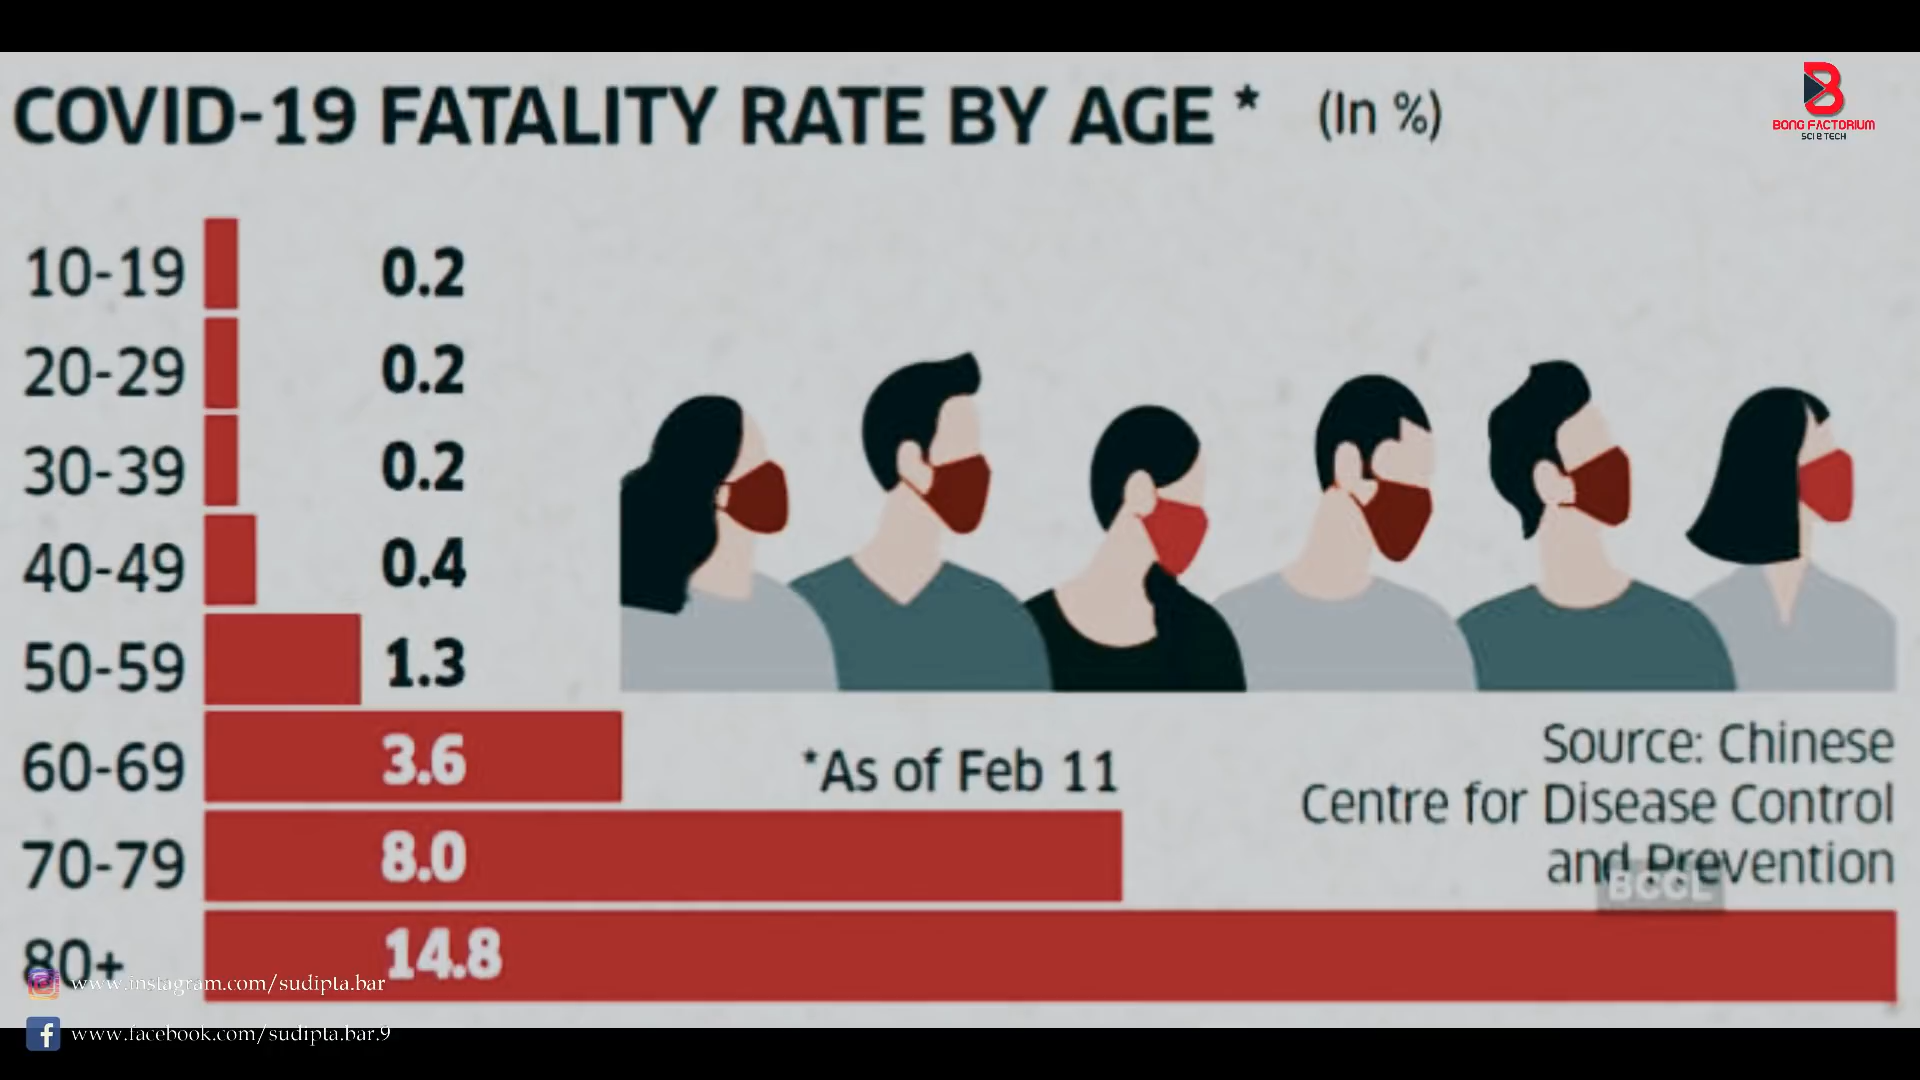 COVID-19 FATALITY RATE BY AGE * (In %)
BONG FACTORIUM
SCI & TECH
10-19 0.2
20-29 0.2
30-39 0.2
40-49 0.4
50-59 1.3
60-69 3.6
70-79 8.0
80+ 14.8
*As of Feb 11
Source: Chinese
Centre for Disease Control
and Prevention
BCCL
www.instagram.com/sudipta.bar
www.facebook.com/sudipta.bar.9